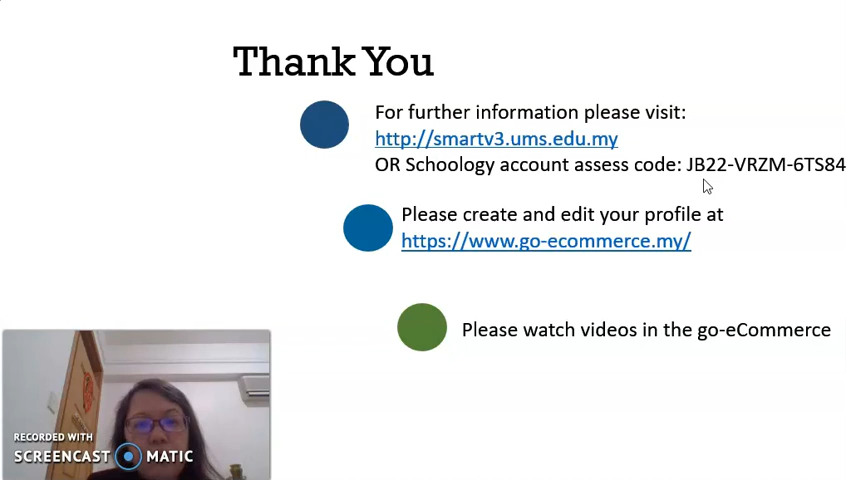 Thank You
For further information please visit:
http://smartv3.ums.edu.my
OR Schoology account assess code: JB22-VRZM-6TS84
Please create and edit your profile at
https://www.go-ecommerce.my/
Please watch videos in the go-eCommerce
RECORDED WITH
SCREENCAST MATIC